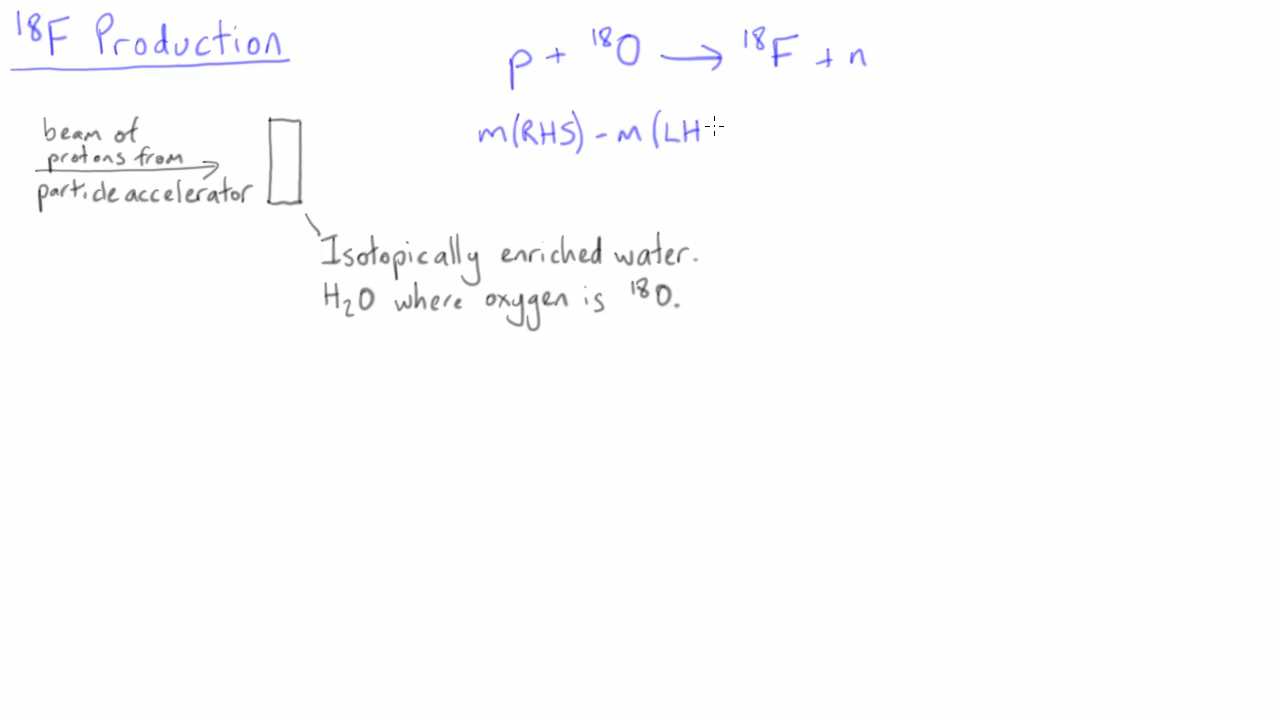 ¹⁸F Production
p + ¹⁸O ⟶ ¹⁸F + n
m(RHS) - m(LH
beam of
protons from
particle accelerator
Isotopically enriched water.
H₂O where oxygen is ¹⁸O.